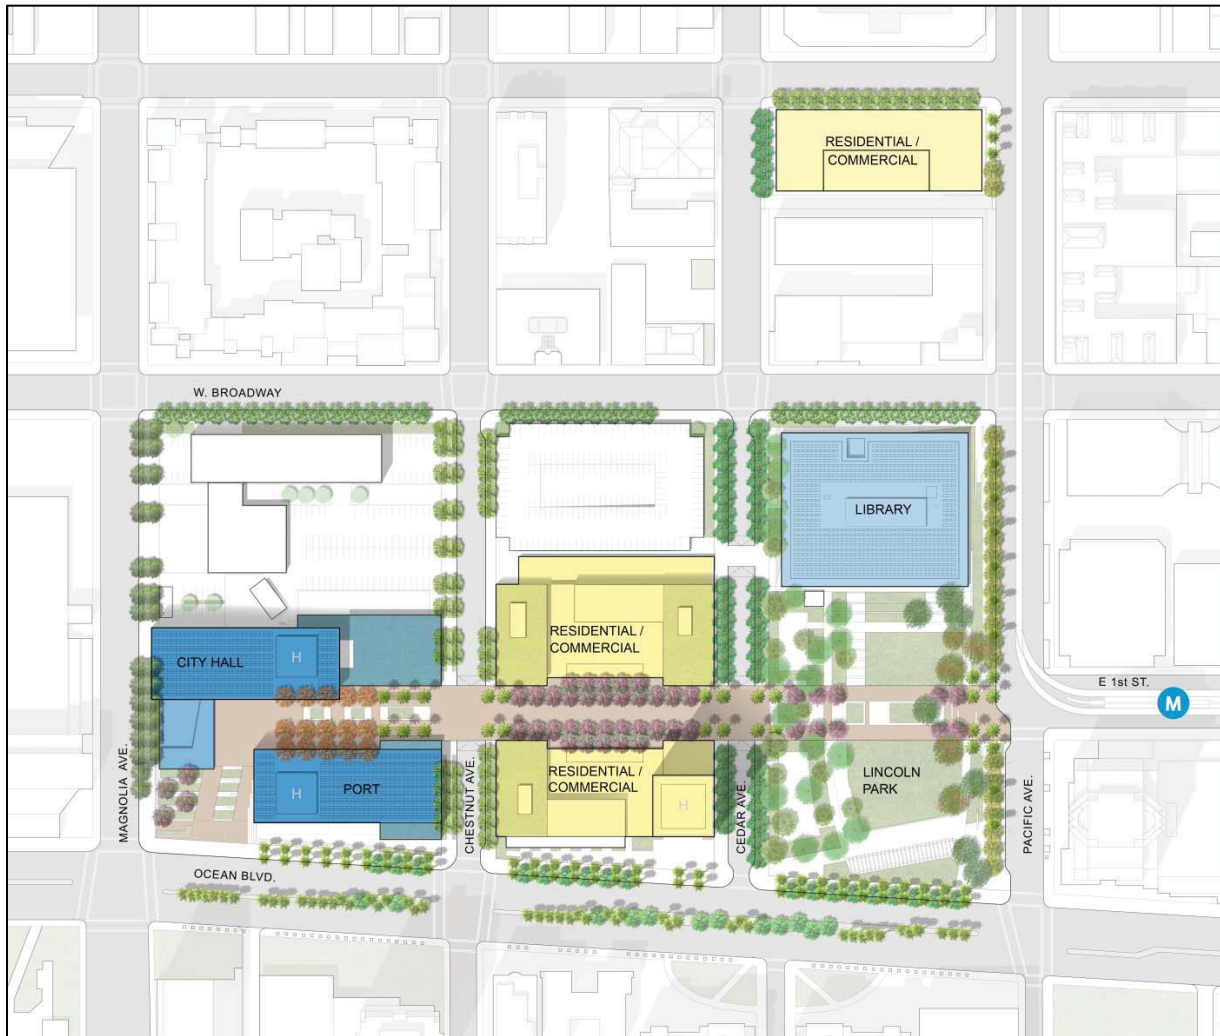 RESIDENTIAL /
COMMERCIAL
W. BROADWAY
LIBRARY
RESIDENTIAL /
COMMERCIAL
CITY HALL
H
E 1st ST.
M
MAGNOLIA AVE.
H
PORT
CHESTNUT AVE.
RESIDENTIAL /
COMMERCIAL
H
CEDAR AVE.
LINCOLN
PARK
PACIFIC AVE.
OCEAN BLVD.